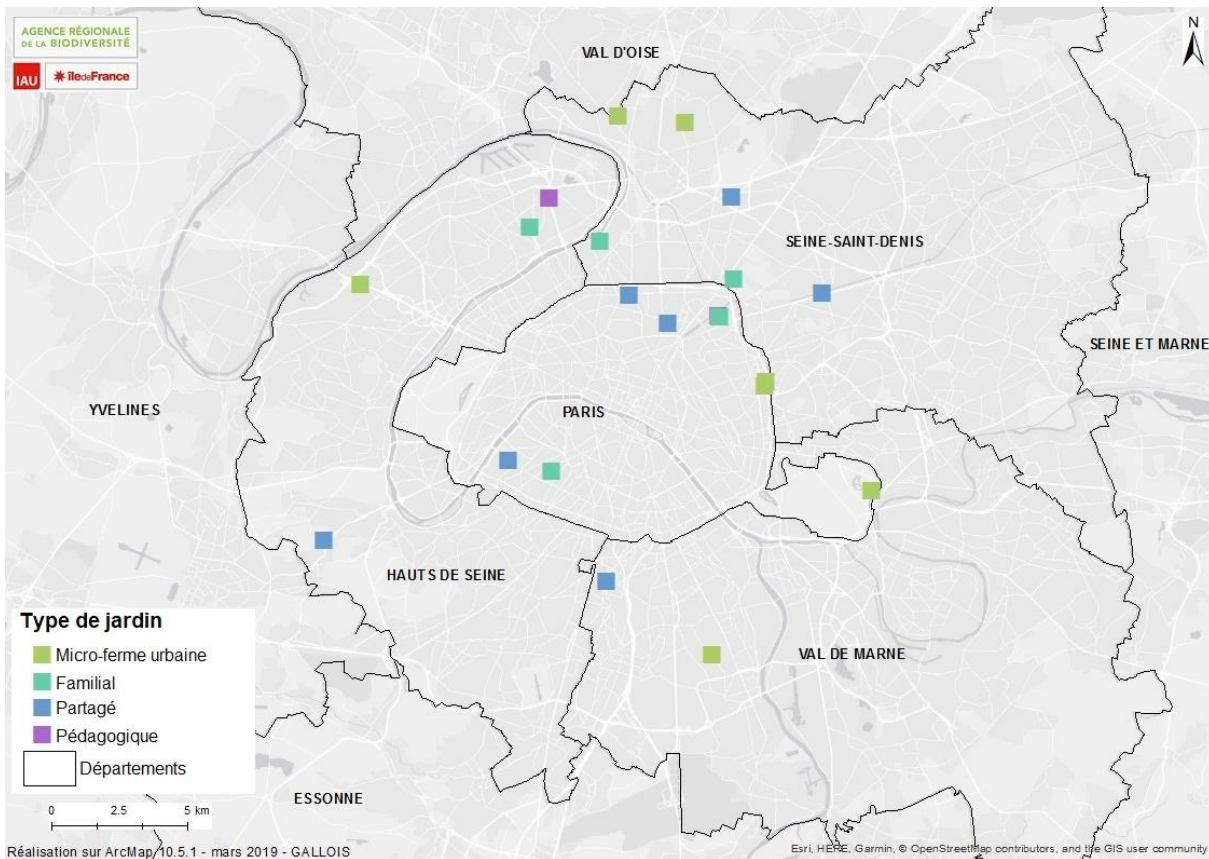 AGENCE RÉGIONALE
DE LA BIODIVERSITÉ
IAU
îledeFrance
N
VAL D'OISE
SEINE-SAINT-DENIS
SEINE ET MARNE
YVELINES
PARIS
HAUTS DE SEINE
VAL DE MARNE
ESSONNE
Type de jardin
Micro-ferme urbaine
Familial
Partagé
Pédagogique
Départements
0 2.5 5 km
Réalisation sur ArcMap 10.5.1 - mars 2019 - GALLOIS
Esri, HERE, Garmin, © OpenStreetMap contributors, and the GIS user community